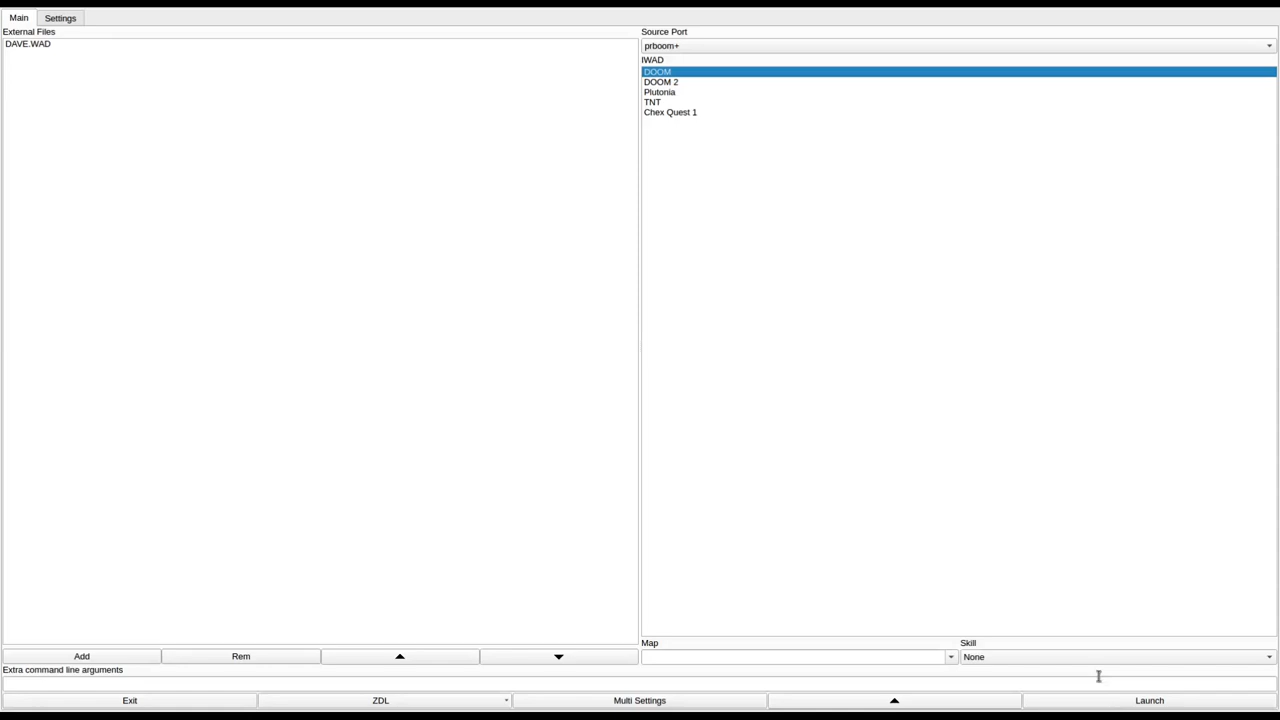 Main
Settings
External Files
DAVE.WAD
Source Port
prboom+
IWAD
DOOM
DOOM 2
Plutonia
TNT
Chex Quest 1
Add
Rem
Map
Skill
None
Extra command line arguments
Exit
ZDL
Multi Settings
Launch